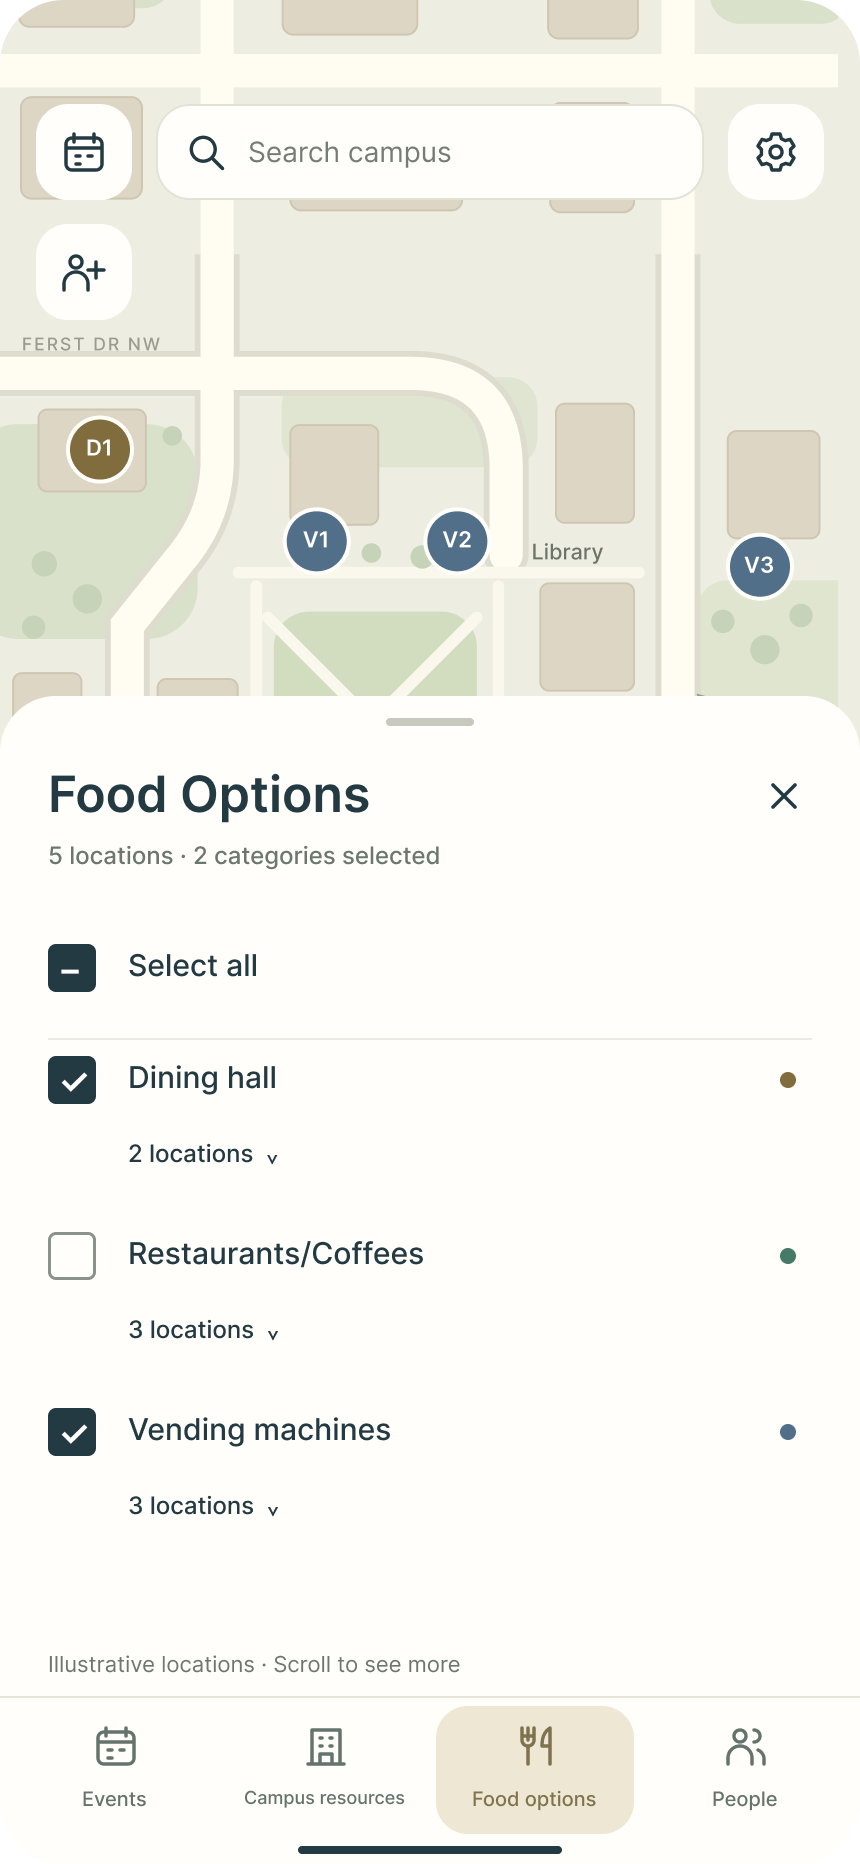 Search campus
FERST DR NW
D1
V1
V2
Library
V3
Food Options
5 locations · 2 categories selected
Select all
Dining hall
2 locations
Restaurants/Coffees
3 locations
Vending machines
3 locations
Illustrative locations · Scroll to see more
Events
Campus resources
Food options
People